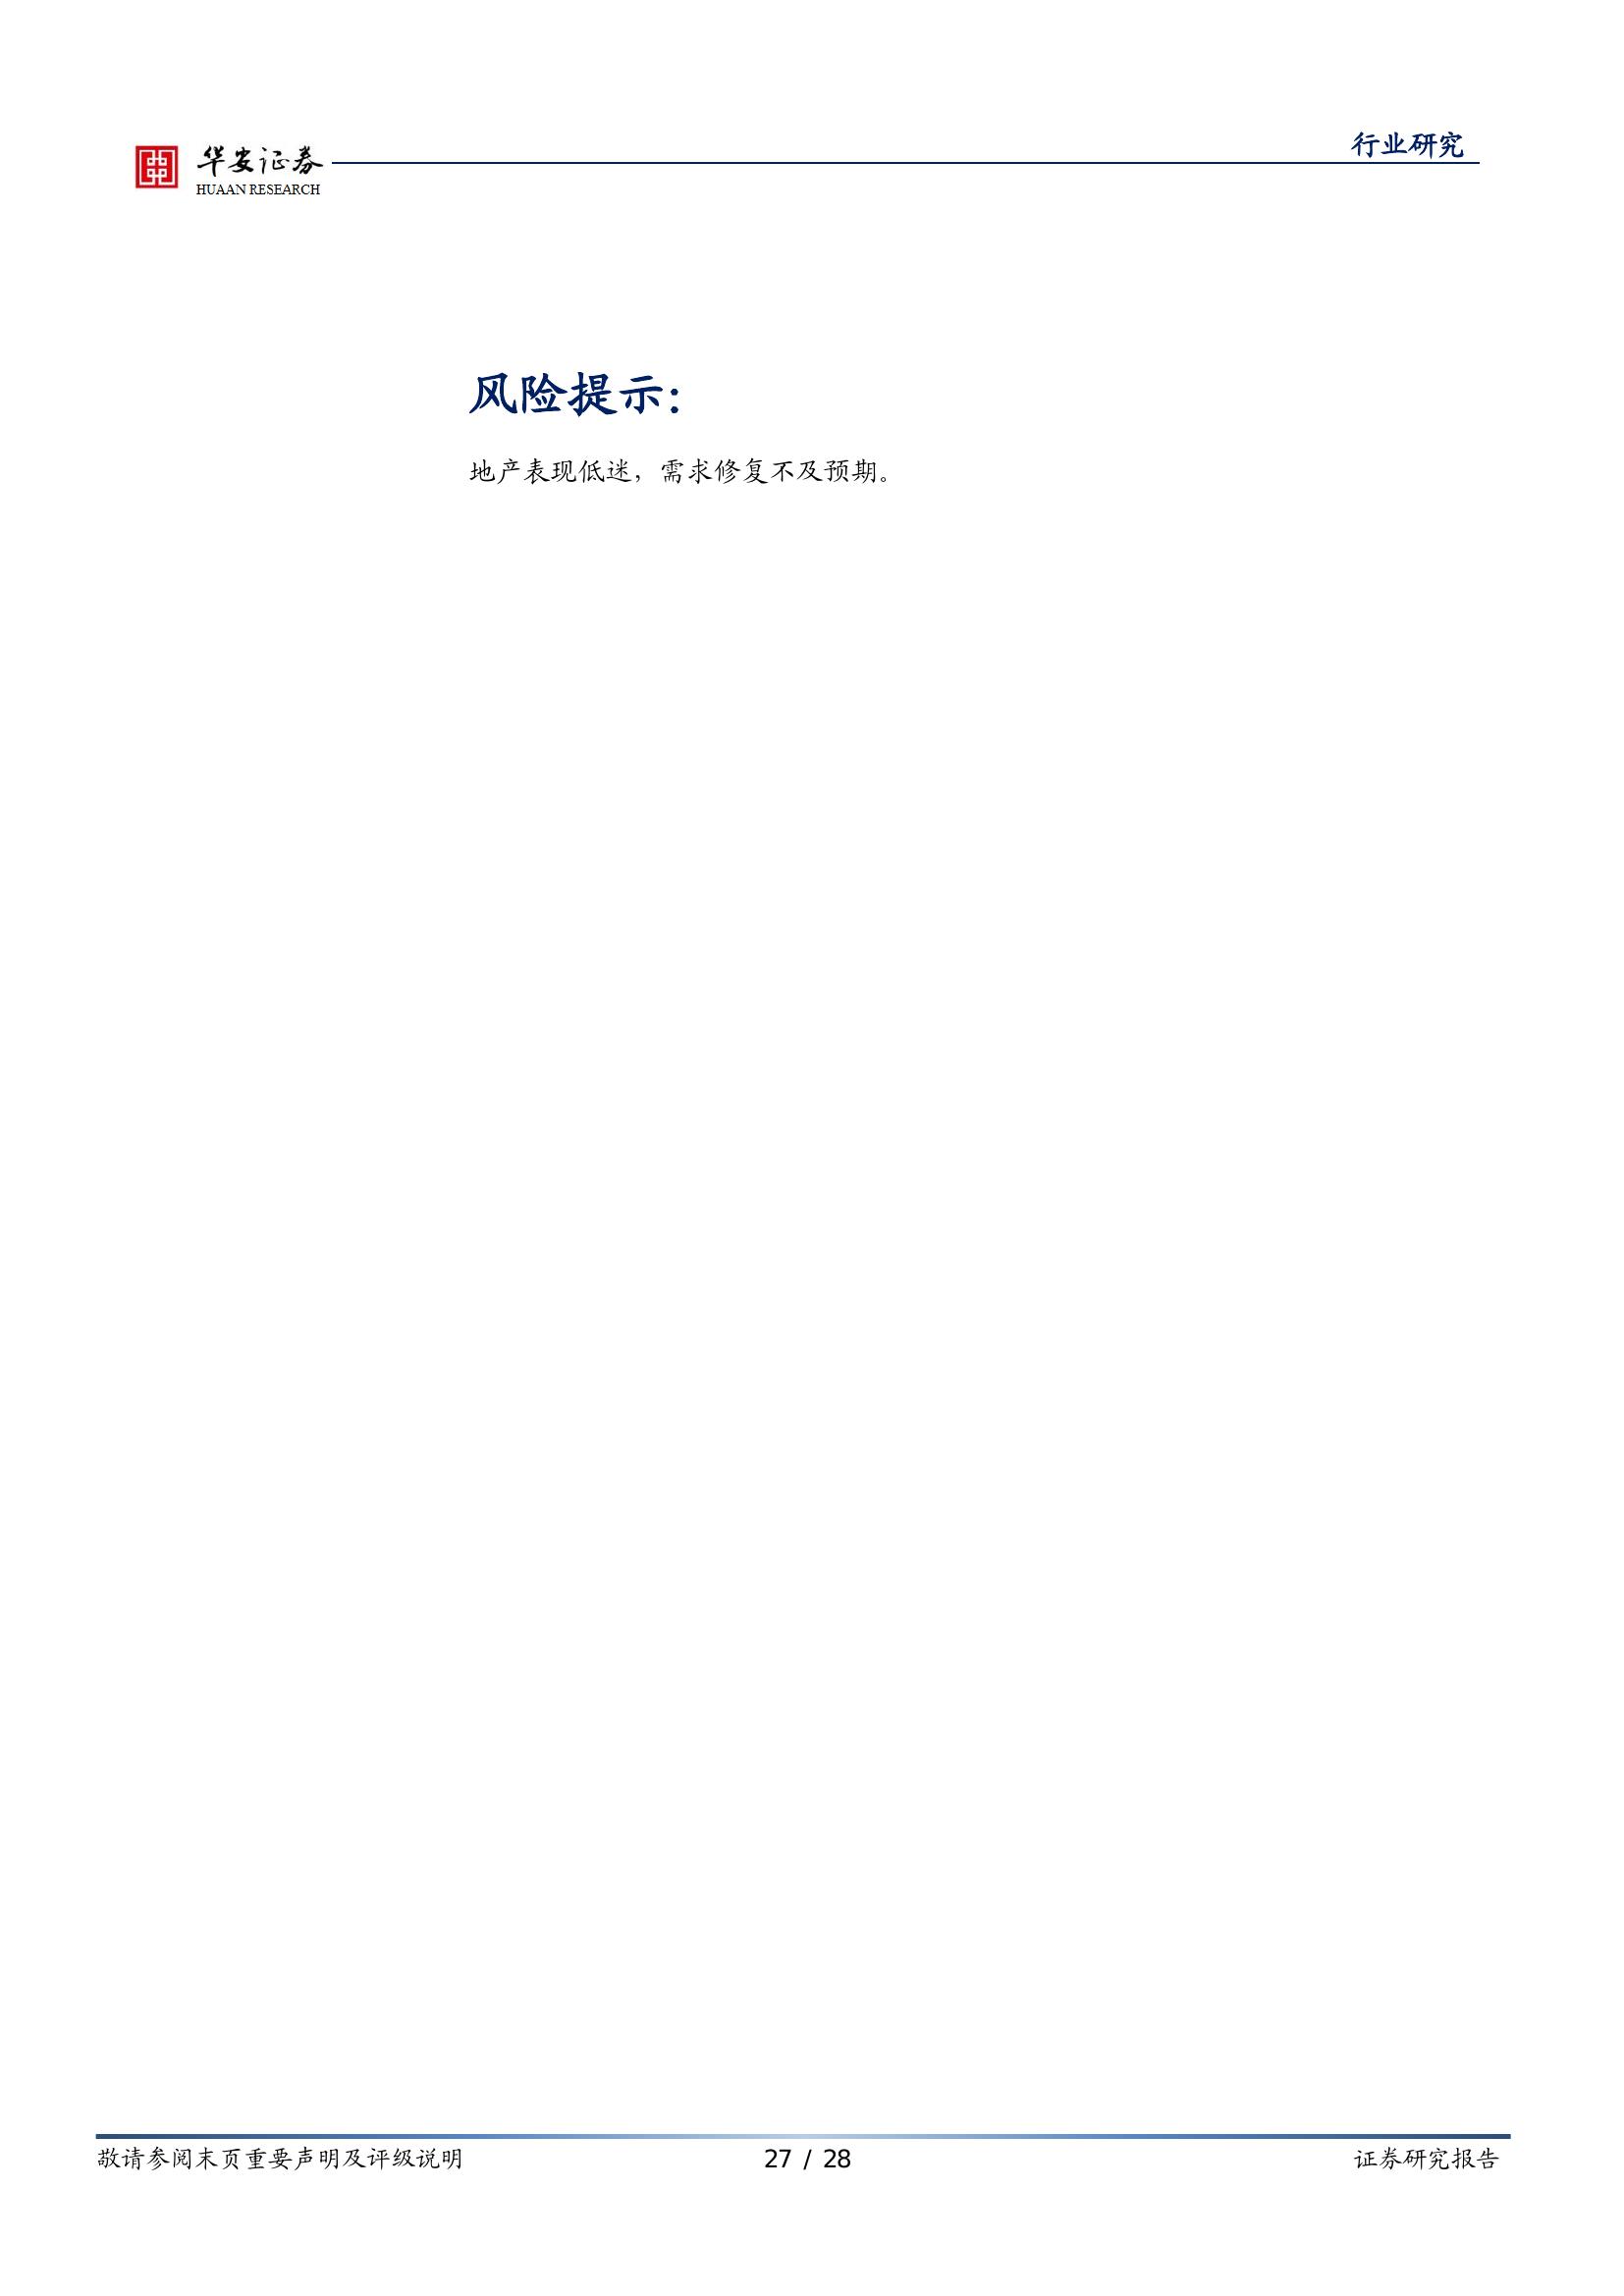 行业研究
华安证券
HUAAN RESEARCH
风险提示：
地产表现低迷，需求修复不及预期。
敬请参阅末页重要声明及评级说明
27 / 28
证券研究报告